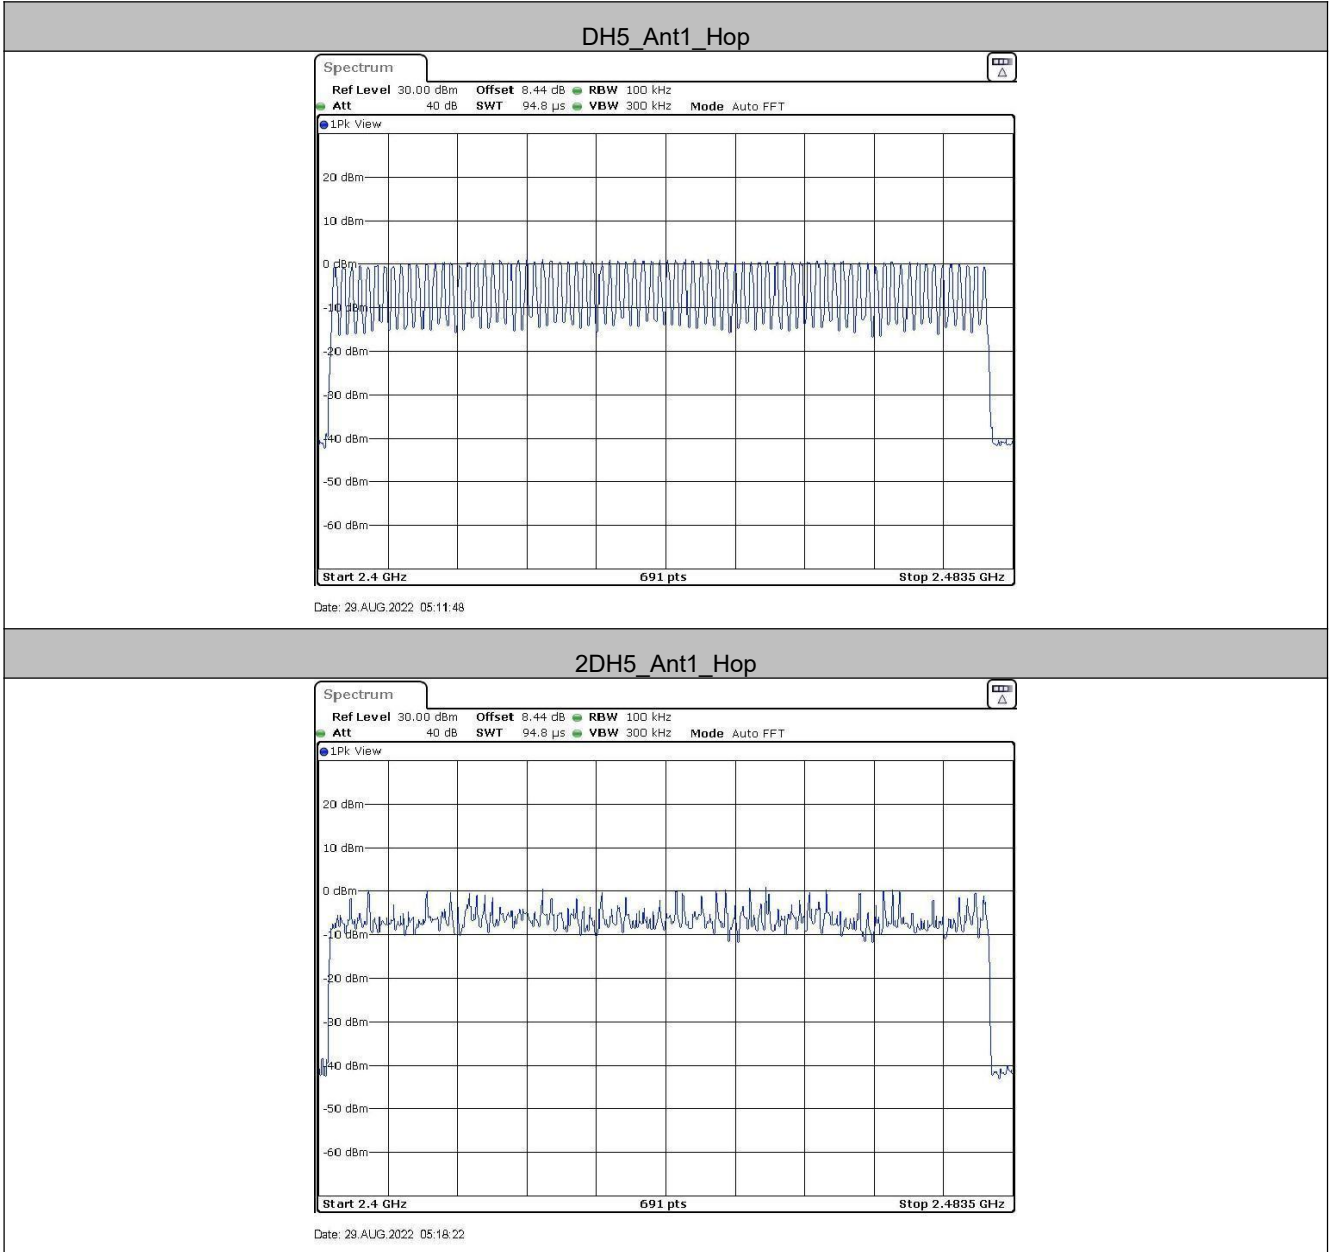 DH5_Ant1_Hop
Spectrum
Ref Level 30.00 dBm Offset 8.44 dB RBW 100 kHz
Att 40 dB SWT 94.8 µs VBW 300 kHz Mode Auto FFT
1Pk View
20 dBm
10 dBm
0 dBm
-10 dBm
-20 dBm
-30 dBm
-40 dBm
-50 dBm
-60 dBm
Start 2.4 GHz 691 pts Stop 2.4835 GHz
Date: 29.AUG.2022 05:11:48
2DH5_Ant1_Hop
Spectrum
Ref Level 30.00 dBm Offset 8.44 dB RBW 100 kHz
Att 40 dB SWT 94.8 µs VBW 300 kHz Mode Auto FFT
1Pk View
20 dBm
10 dBm
0 dBm
-10 dBm
-20 dBm
-30 dBm
-40 dBm
-50 dBm
-60 dBm
Start 2.4 GHz 691 pts Stop 2.4835 GHz
Date: 29.AUG.2022 05:18:22